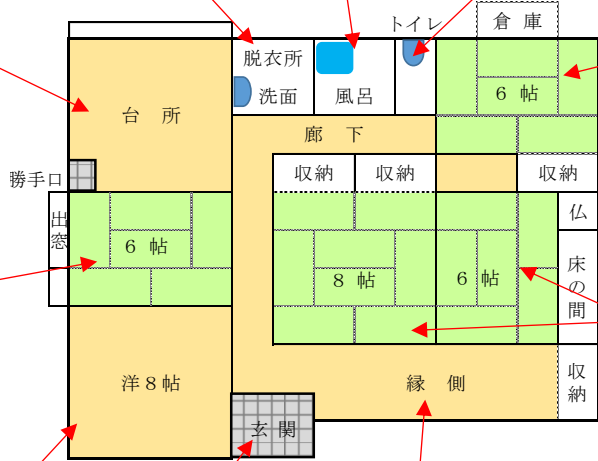 トイレ
倉 庫
脱衣所
洗面
風呂
台 所
6 帖
廊 下
収納
収納
収納
勝手口
出窓
6 帖
8 帖
6 帖
仏
床の間
洋8帖
縁 側
収納
玄 関